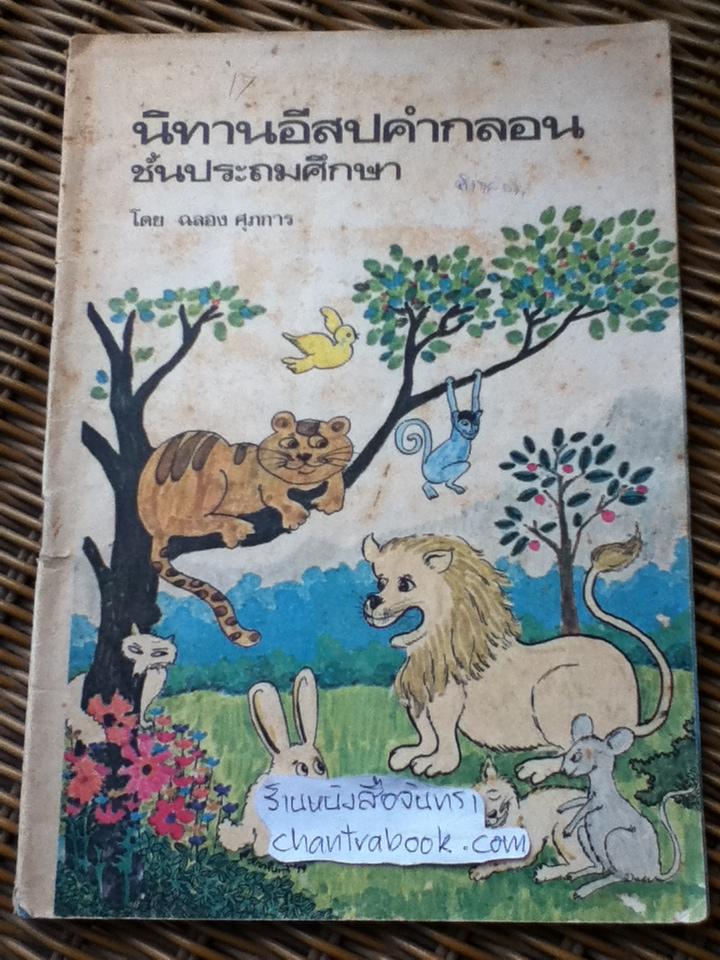 17
นิทานอีสปคำกลอน
ชั้นประถมศึกษา
โดย ฉลอง ศุภการ
ร้านหนังสือจันทรา
chantrabook.com